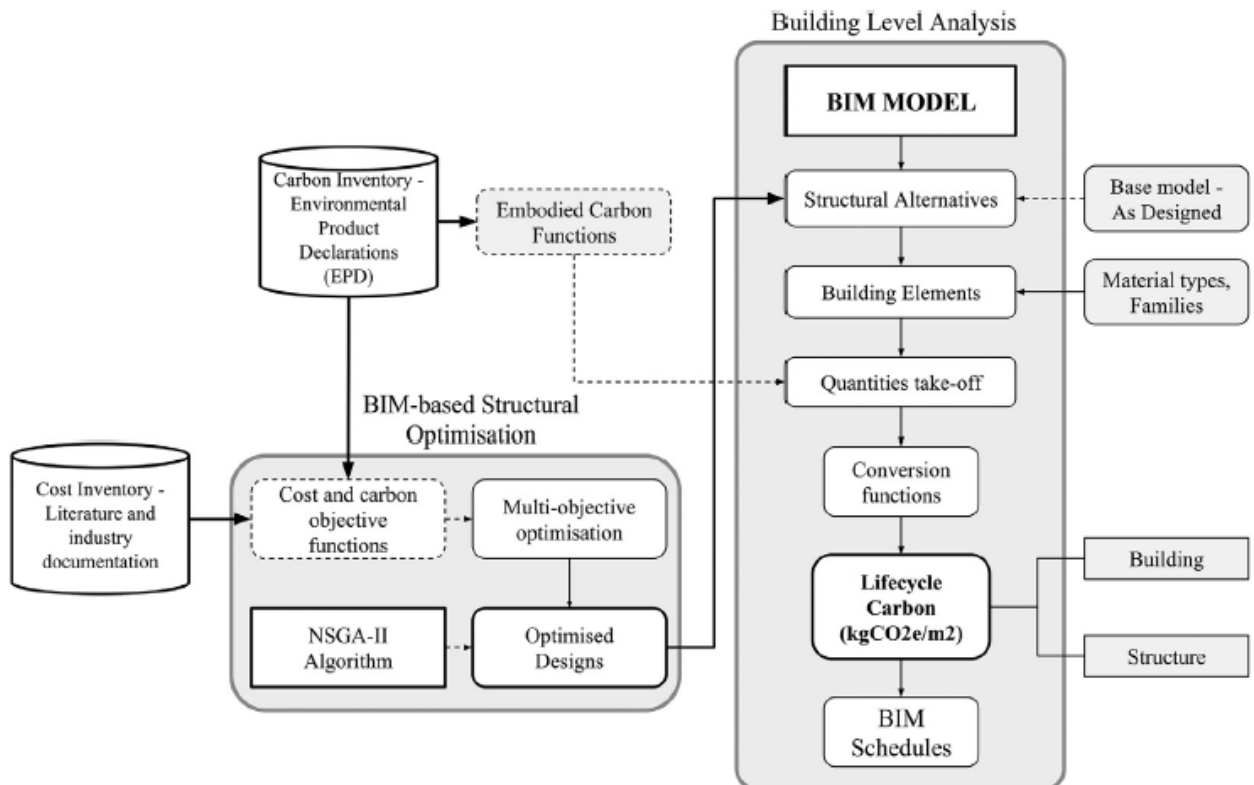 Building Level Analysis
BIM MODEL
Carbon Inventory -
Environmental
Product
Declarations
(EPD)
Embodied Carbon
Functions
Structural Alternatives
Base model -
As Designed
Building Elements
Material types,
Families
Quantities take-off
BIM-based Structural
Optimisation
Cost Inventory -
Literature and
industry
documentation
Cost and carbon
objective
functions
Multi-objective
optimisation
Conversion
functions
NSGA-II
Algorithm
Optimised
Designs
Lifecycle
Carbon
(kgCO2e/m2)
Building
Structure
BIM
Schedules